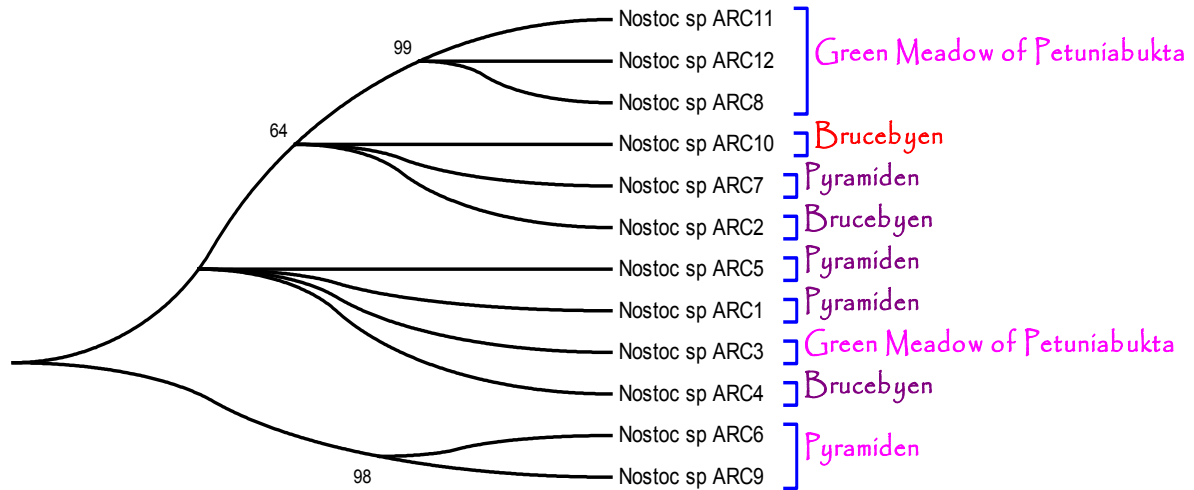 Nostoc sp ARC11
99
Nostoc sp ARC12
Green Meadow of Petuniabukta
Nostoc sp ARC8
64
Nostoc sp ARC10
Brucebyen
Nostoc sp ARC7
Pyramiden
Nostoc sp ARC2
Brucebyen
Nostoc sp ARC5
Pyramiden
Nostoc sp ARC1
Pyramiden
Nostoc sp ARC3
Green Meadow of Petuniabukta
Nostoc sp ARC4
Brucebyen
Nostoc sp ARC6
Pyramiden
98
Nostoc sp ARC9